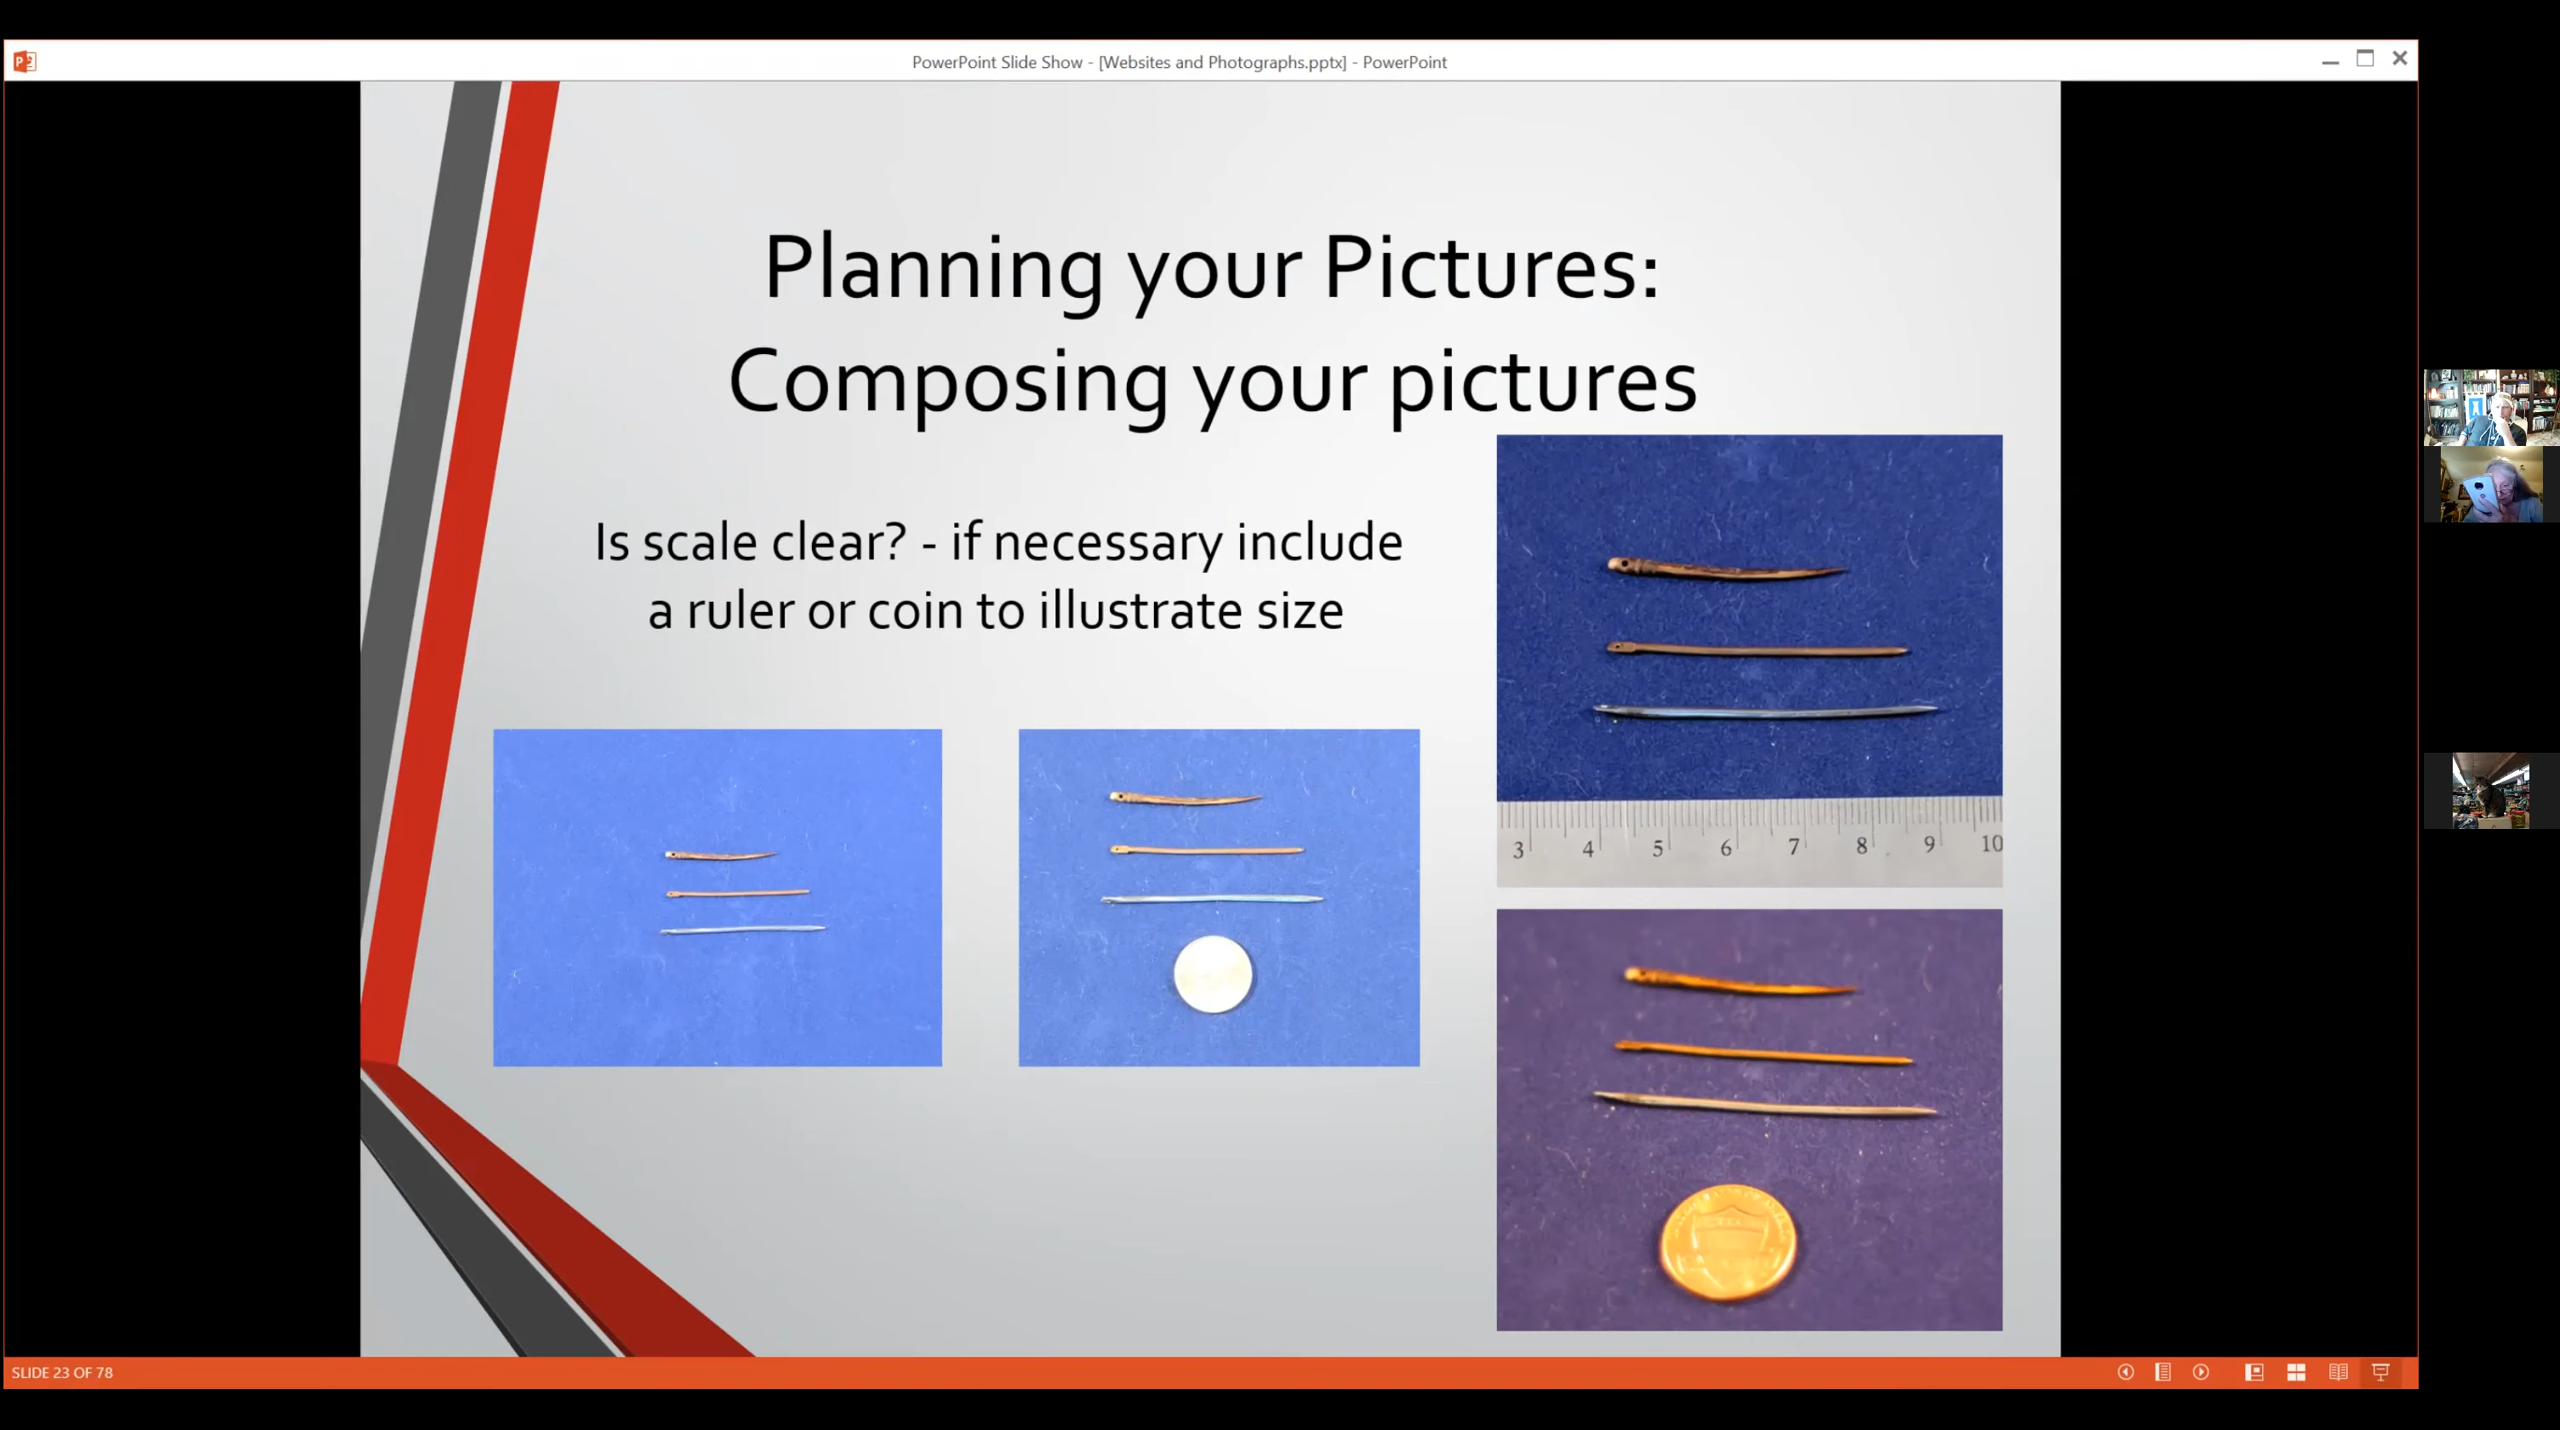 PowerPoint Slide Show - [Websites and Photographs.pptx] - PowerPoint
Planning your Pictures:
Composing your pictures
Is scale clear? - if necessary include
a ruler or coin to illustrate size
3 4 5 6 7 8 9 10
SLIDE 23 OF 78